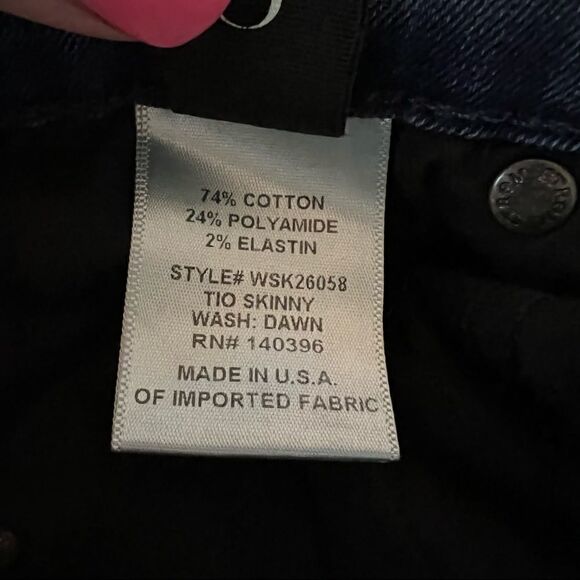 74% COTTON
24% POLYAMIDE
2% ELASTIN
STYLE# WSK26058
TIO SKINNY
WASH: DAWN
RN# 140396
MADE IN U.S.A.
OF IMPORTED FABRIC